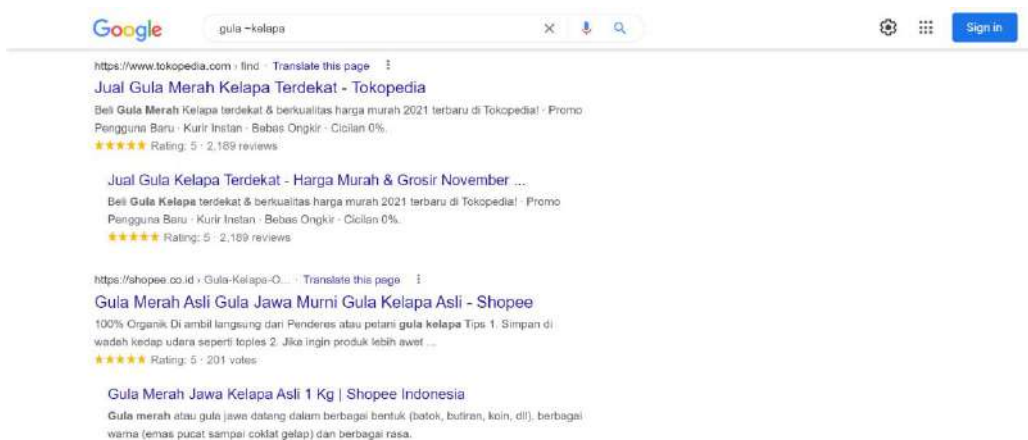 Google
gula ~kelapa
Sign in
https://www.tokopedia.com › find · Translate this page
Jual Gula Merah Kelapa Terdekat - Tokopedia
Beli Gula Merah Kelapa terdekat & berkualitas harga murah 2021 terbaru di Tokopedia! · Promo
Pengguna Baru · Kurir Instan · Bebas Ongkir · Cicilan 0%.
Rating: 5 · 2,189 reviews
Jual Gula Kelapa Terdekat - Harga Murah & Grosir November ...
Beli Gula Kelapa terdekat & berkualitas harga murah 2021 terbaru di Tokopedia! · Promo
Pengguna Baru · Kurir Instan · Bebas Ongkir · Cicilan 0%.
Rating: 5 · 2,189 reviews
https://shopee.co.id › Gula-Kelapa-O... · Translate this page
Gula Merah Asli Gula Jawa Murni Gula Kelapa Asli - Shopee
100% Organik Di ambil langsung dari Penderes atau petani gula kelapa Tips 1. Simpan di
wadah kedap udara seperti toples 2. Jika ingin produk lebih awet ...
Rating: 5 · 201 votes
Gula Merah Jawa Kelapa Asli 1 Kg | Shopee Indonesia
Gula merah atau gula jawa datang dalam berbagai bentuk (batok, butiran, koin, dll), berbagai
warna (emas pucat sampai coklat gelap) dan berbagai rasa.